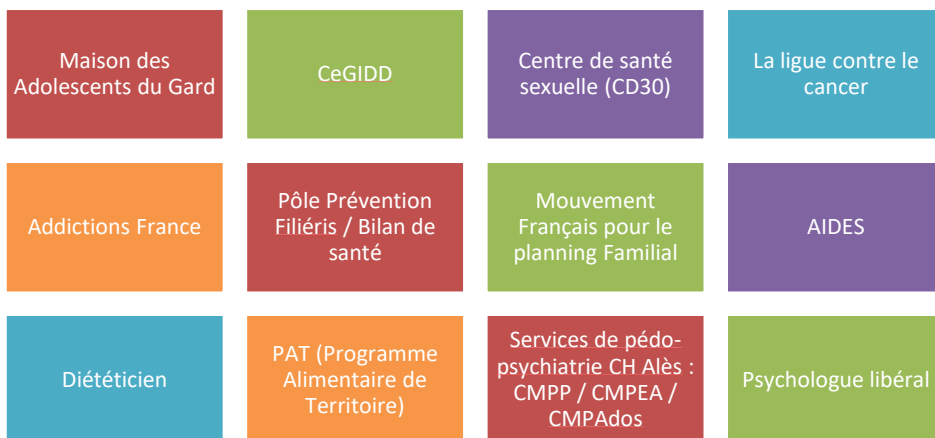 Maison des
Adolescents du Gard
CeGIDD
Centre de santé
sexuelle (CD30)
La ligue contre le
cancer
Addictions France
Pôle Prévention
Filiéris / Bilan de
santé
Mouvement
Français pour le
planning Familial
AIDES
Diététicien
PAT (Programme
Alimentaire de
Territoire)
Services de pédo-
psychiatrie CH Alès :
CMPP / CMPEA /
CMPAdos
Psychologue libéral